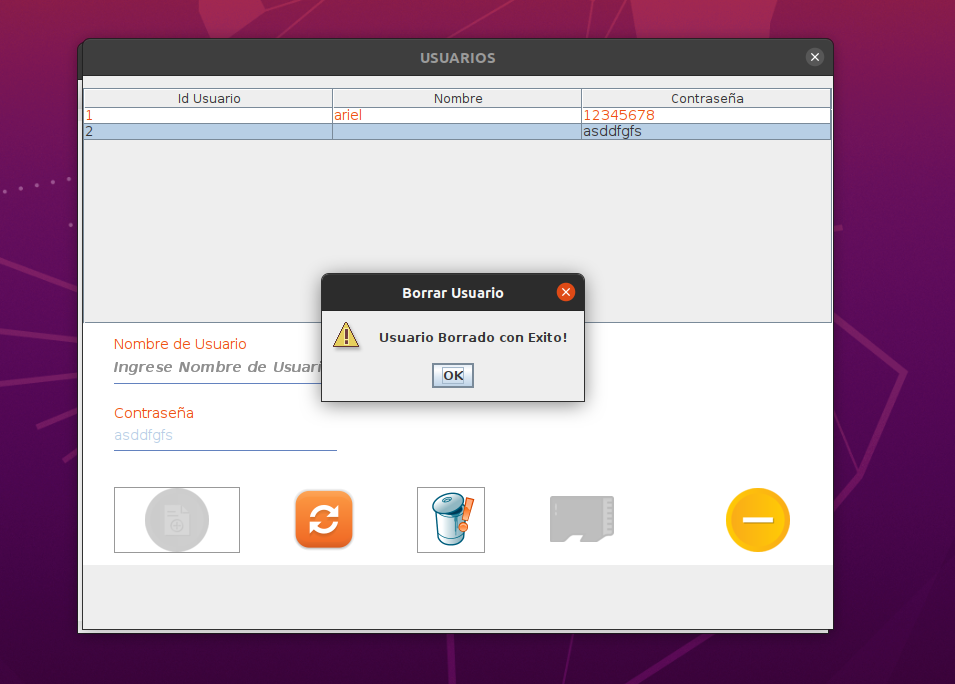 USUARIOS
Id Usuario Nombre Contraseña
1 ariel 12345678
2 asddfgfs
Borrar Usuario
Usuario Borrado con Exito!
OK
Nombre de Usuario
Ingrese Nombre de Usuari
Contraseña
asddfgfs